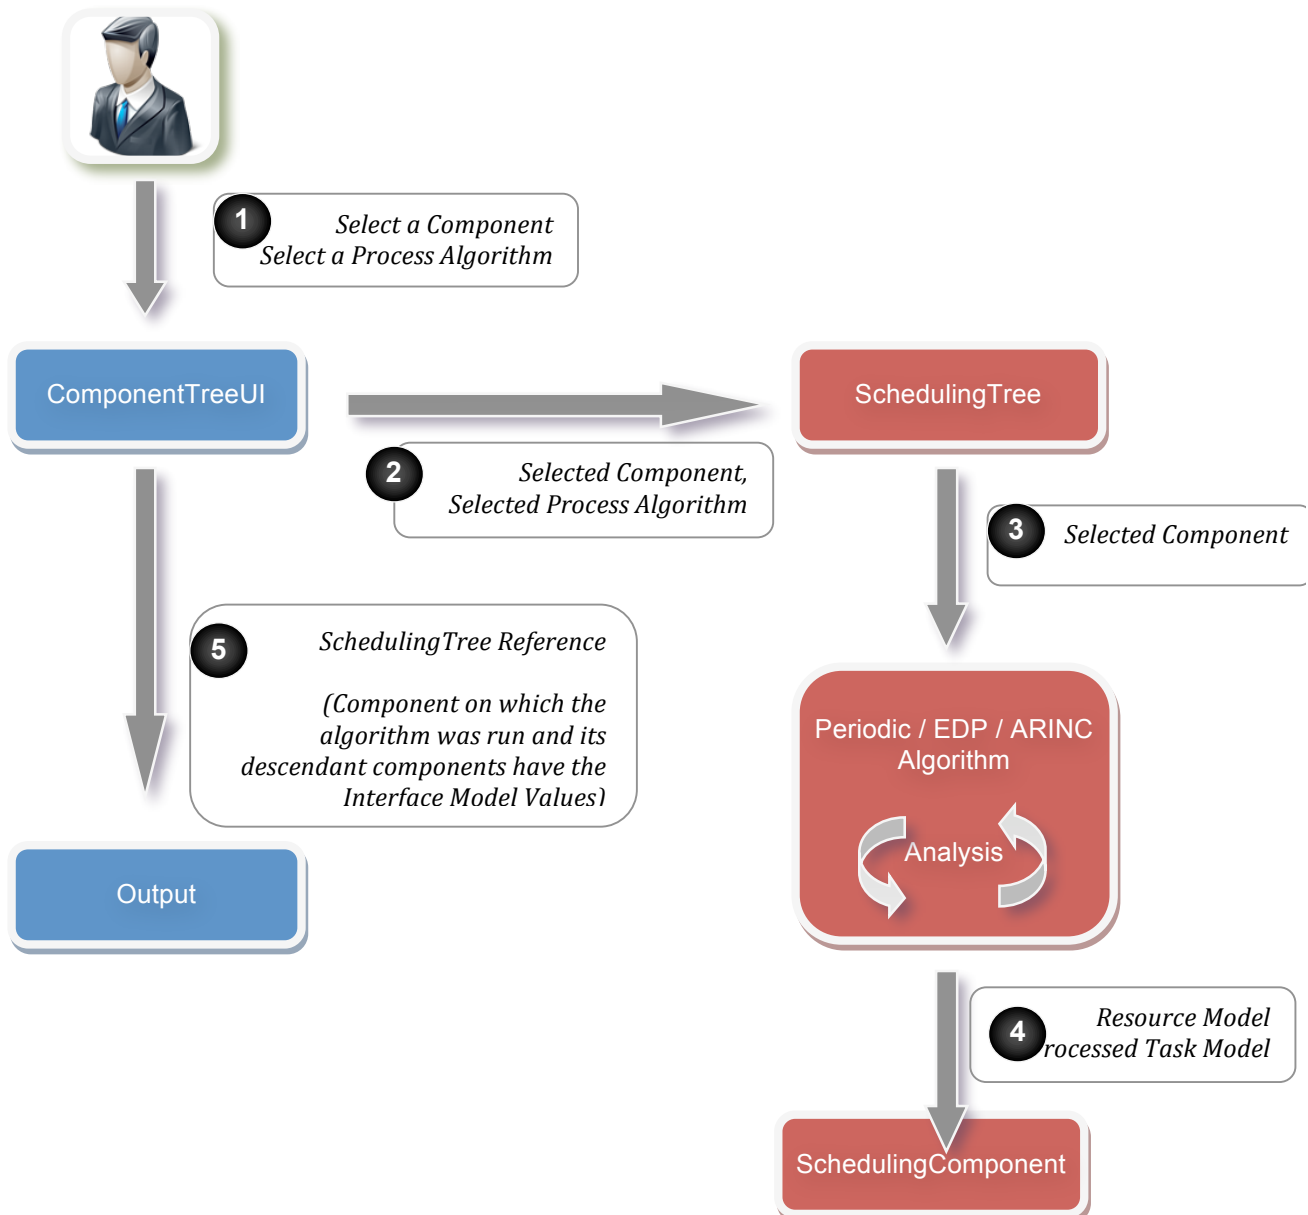 1
Select a Component
Select a Process Algorithm
ComponentTreeUI
SchedulingTree
2
Selected Component,
Selected Process Algorithm
3
Selected Component
5
SchedulingTree Reference
(Component on which the
algorithm was run and its
descendant components have the
Interface Model Values)
Periodic / EDP / ARINC
Algorithm
Analysis
Output
4
Resource Model
rocessed Task Model
SchedulingComponent